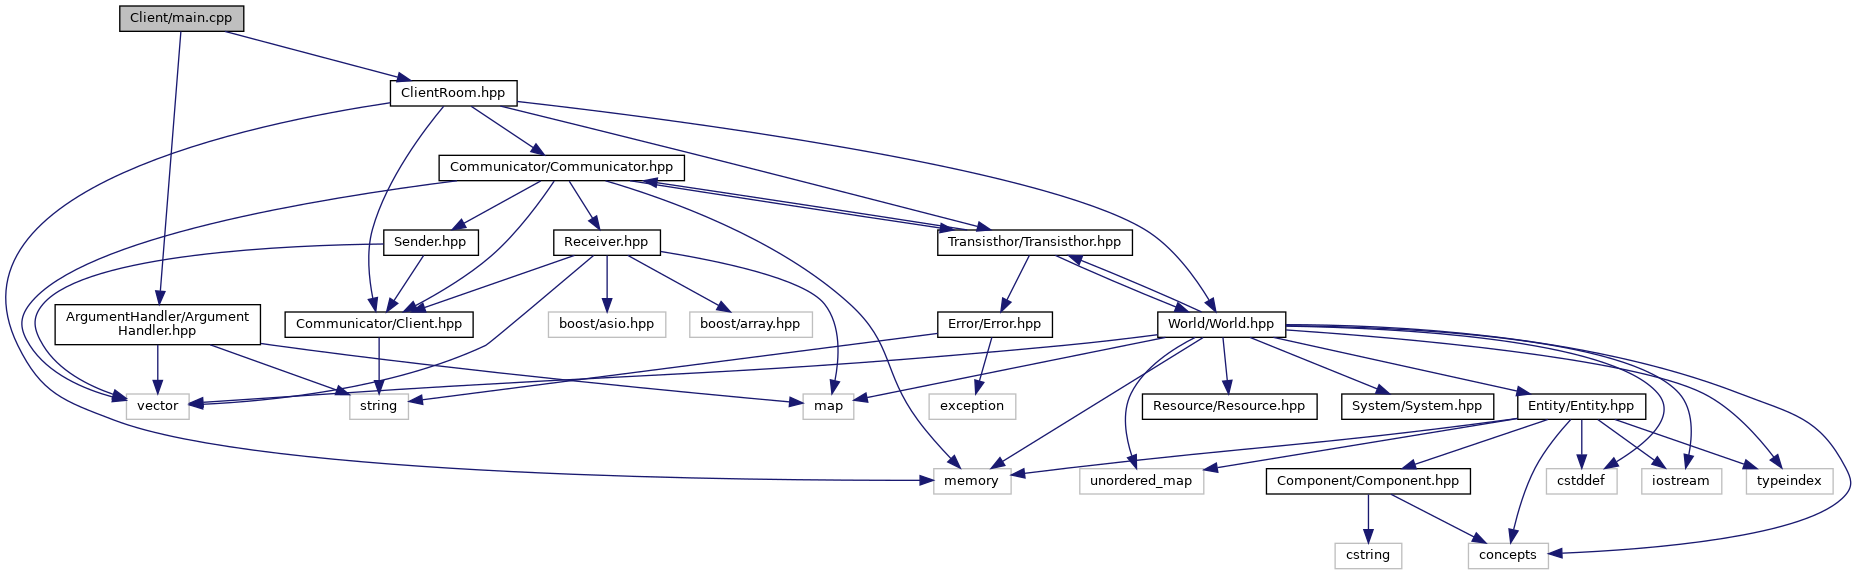 Client/main.cpp
ClientRoom.hpp
Communicator/Communicator.hpp
Sender.hpp
Receiver.hpp
Transisthor/Transisthor.hpp
ArgumentHandler/Argument
Handler.hpp
Communicator/Client.hpp
boost/asio.hpp
boost/array.hpp
Error/Error.hpp
World/World.hpp
vector
string
map
exception
Resource/Resource.hpp
System/System.hpp
Entity/Entity.hpp
memory
unordered_map
Component/Component.hpp
cstddef
iostream
typeindex
cstring
concepts